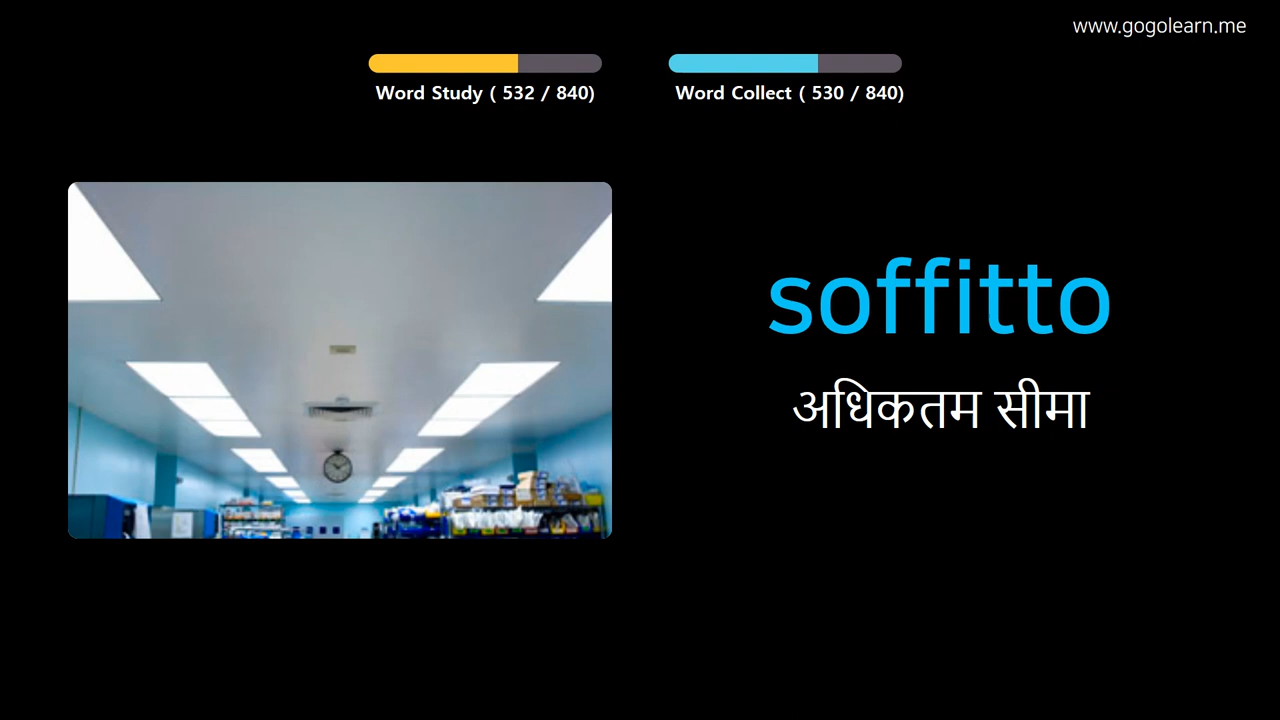 www.gogolearn.me
Word Study ( 532 / 840)
Word Collect ( 530 / 840)
soffitto
अधिकतम सीमा